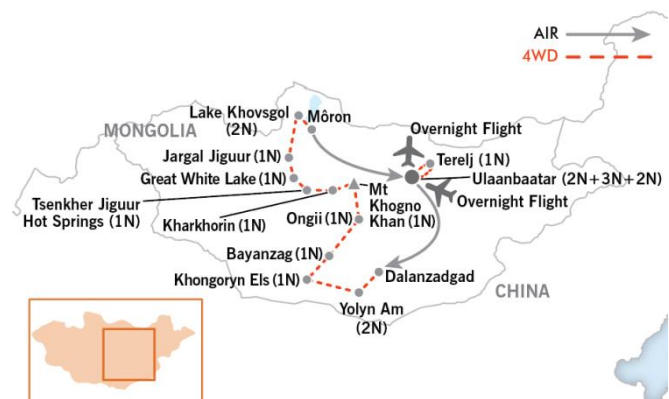 AIR
4WD
Lake Khovsgol
(2N)
Môron
MONGOLIA
Overnight Flight
Jargal Jiguur (1N)
Terelj (1N)
Great White Lake (1N)
Ulaanbaatar (2N+3N+2N)
Tsenkher Jiguur
Hot Springs (1N)
Mt
Khogno
Khan (1N)
Overnight Flight
Kharkhorin (1N)
Ongii (1N)
Bayanzag (1N)
Khongoryn Els (1N)
Dalanzadgad
CHINA
Yolyn Am
(2N)